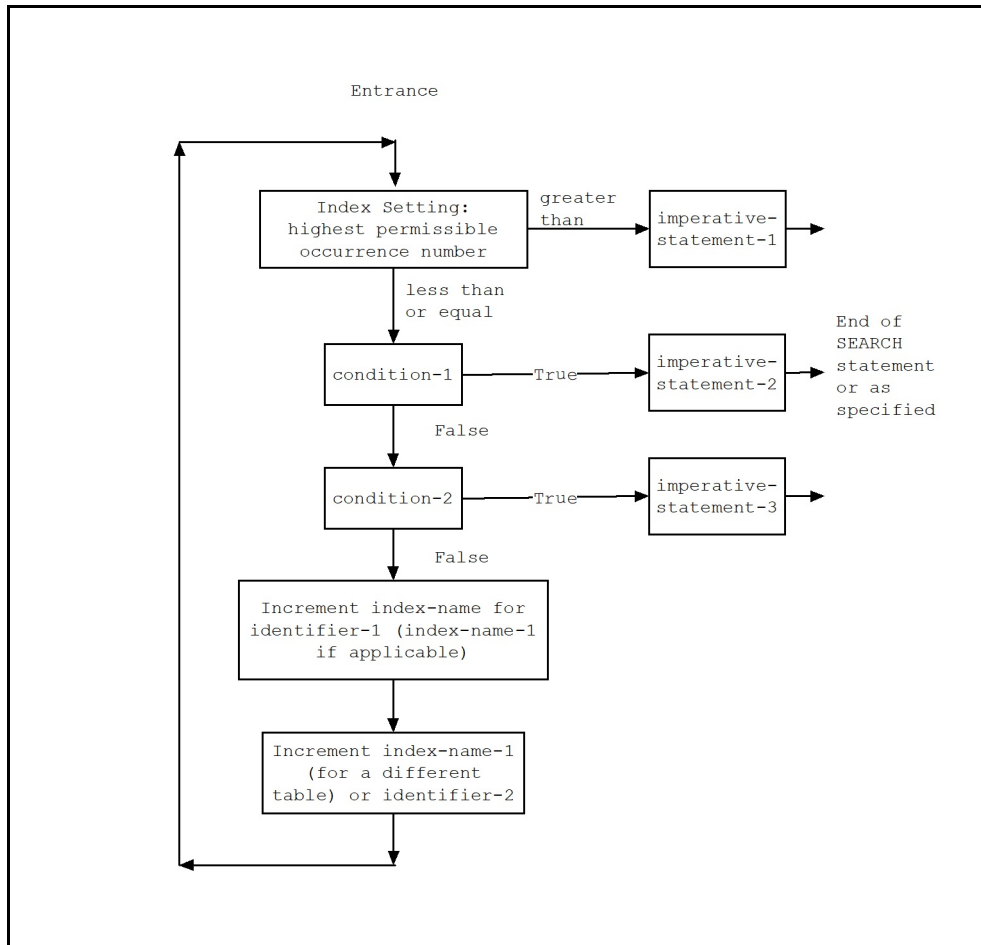 Entrance
Index Setting:
highest permissible
occurrence number
greater
than
imperative-
statement-1
less than
or equal
condition-1
True
imperative-
statement-2
End of
SEARCH
statement
or as
specified
False
condition-2
True
imperative-
statement-3
False
Increment index-name for
identifier-1 (index-name-1
if applicable)
Increment index-name-1
(for a different
table) or identifier-2